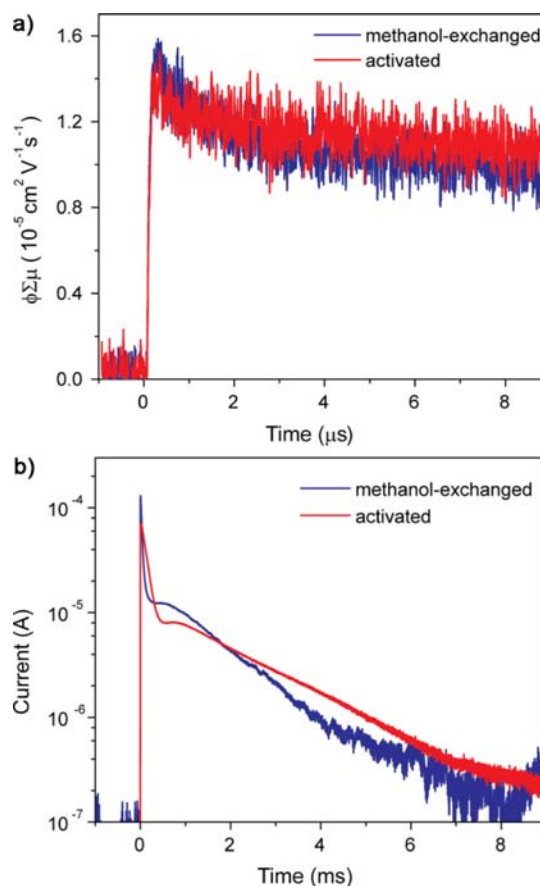 a)
methanol-exchanged
activated
1.6
1.2
0.8
0.4
0.0
ϕΣμ ( 10⁻⁵ cm² V⁻¹s⁻¹)
0 2 4 6 8
Time (μs)
b)
methanol-exchanged
activated
10⁻⁴
10⁻⁵
10⁻⁶
10⁻⁷
Current (A)
0 2 4 6 8
Time (ms)